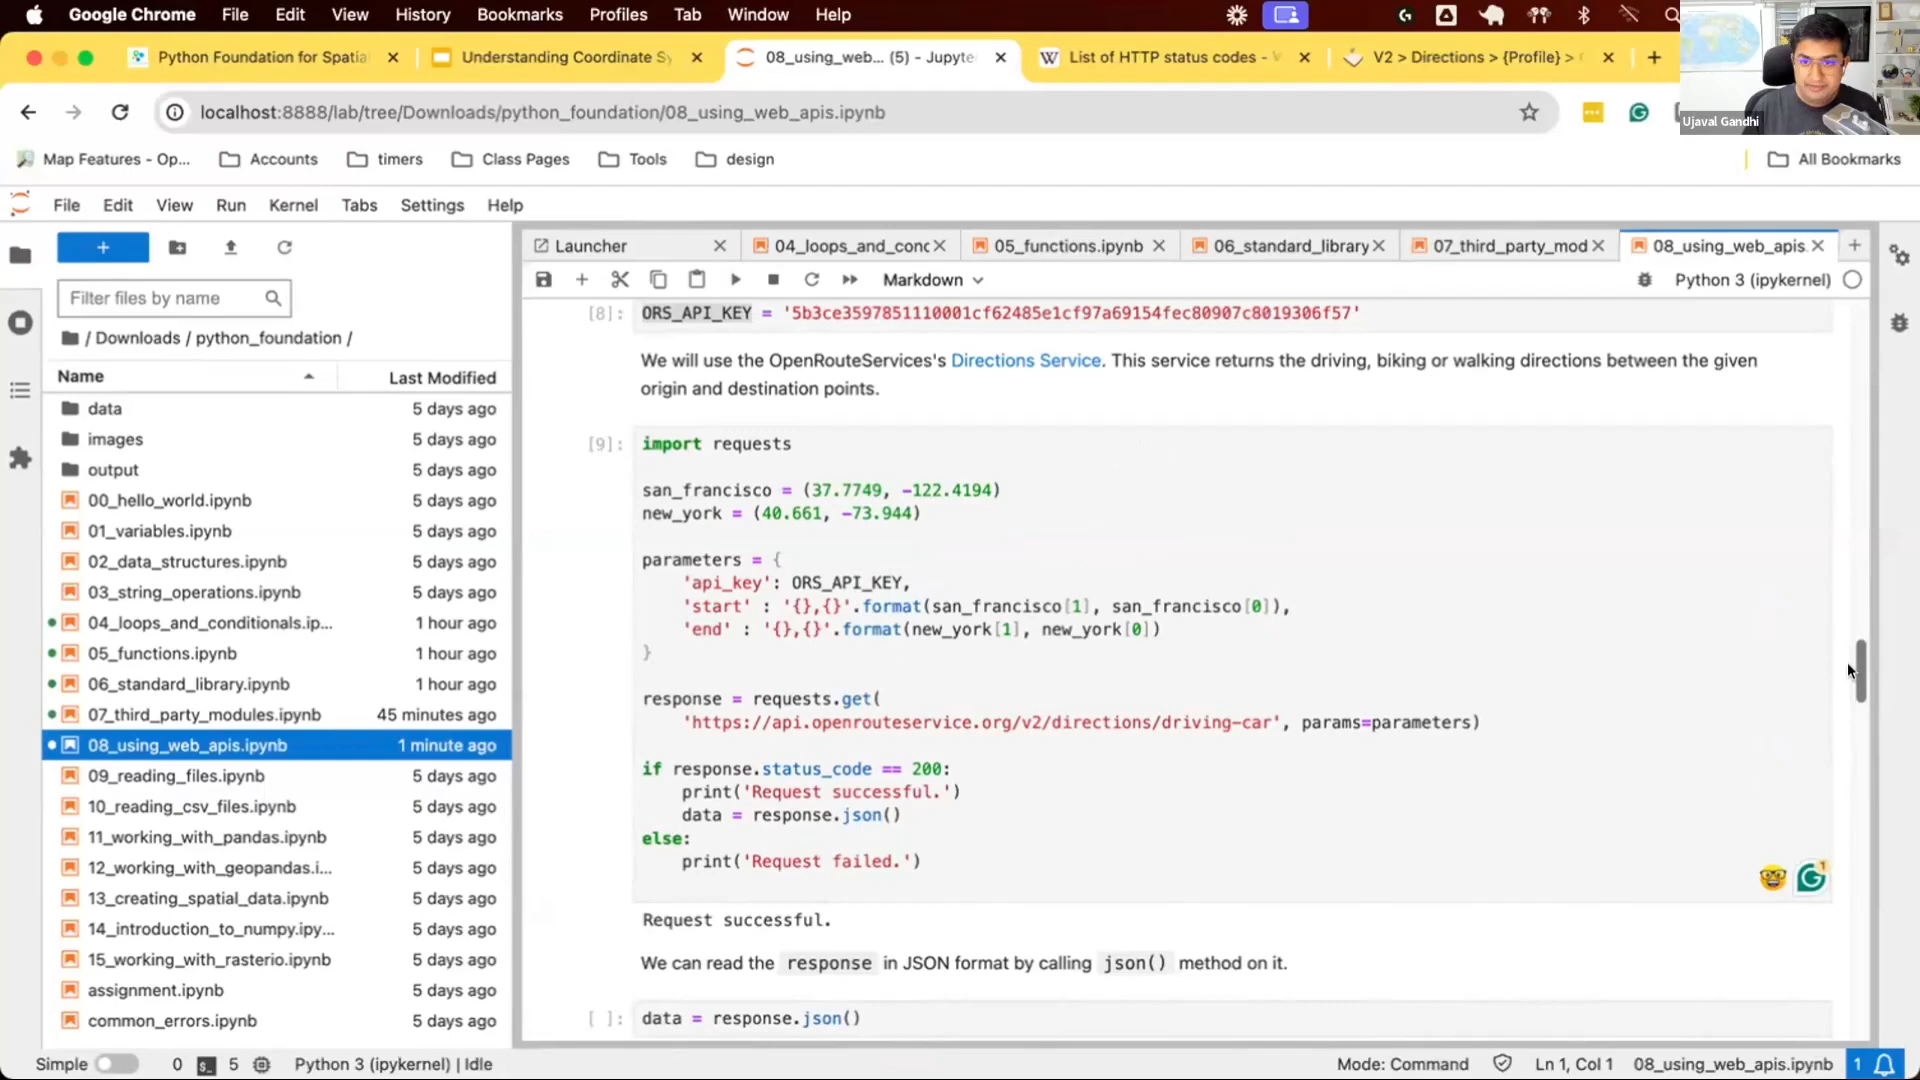 Google Chrome File Edit View History Bookmarks Profiles Tab Window Help
Python Foundation for Spatia
Understanding Coordinate Sy
08_using_web... (5) - Jupyte
List of HTTP status codes - W
V2 > Directions > {Profile} >
localhost:8888/lab/tree/Downloads/python_foundation/08_using_web_apis.ipynb
Ujaval Gandhi
Map Features - Op... Accounts timers Class Pages Tools design All Bookmarks
File Edit View Run Kernel Tabs Settings Help
Launcher 04_loops_and_conc 05_functions.ipynb 06_standard_library 07_third_party_mod 08_using_web_apis.
Markdown
Python 3 (ipykernel)
Filter files by name
/ Downloads / python_foundation /
Name Last Modified
data 5 days ago
images 5 days ago
output 5 days ago
00_hello_world.ipynb 5 days ago
01_variables.ipynb 5 days ago
02_data_structures.ipynb 5 days ago
03_string_operations.ipynb 5 days ago
04_loops_and_conditionals.ip... 1 hour ago
05_functions.ipynb 1 hour ago
06_standard_library.ipynb 1 hour ago
07_third_party_modules.ipynb 45 minutes ago
08_using_web_apis.ipynb 1 minute ago
09_reading_files.ipynb 5 days ago
10_reading_csv_files.ipynb 5 days ago
11_working_with_pandas.ipynb 5 days ago
12_working_with_geopandas.i... 5 days ago
13_creating_spatial_data.ipynb 5 days ago
14_introduction_to_numpy.ipy... 5 days ago
15_working_with_rasterio.ipynb 5 days ago
assignment.ipynb 5 days ago
common_errors.ipynb 5 days ago
[8]: ORS_API_KEY = '5b3ce3597851110001cf62485e1cf97a69154fec80907c8019306f57'
We will use the OpenRouteServices's Directions Service. This service returns the driving, biking or walking directions between the given
origin and destination points.
[9]: import requests
san_francisco = (37.7749, -122.4194)
new_york = (40.661, -73.944)
parameters = {
'api_key': ORS_API_KEY,
'start' : '{},{}'.format(san_francisco[1], san_francisco[0]),
'end' : '{},{}'.format(new_york[1], new_york[0])
}
response = requests.get(
'https://api.openrouteservice.org/v2/directions/driving-car', params=parameters)
if response.status_code == 200:
print('Request successful.')
data = response.json()
else:
print('Request failed.')
Request successful.
We can read the response in JSON format by calling json() method on it.
[ ]: data = response.json()
Simple 0 5 Python 3 (ipykernel) | Idle
Mode: Command Ln 1, Col 1 08_using_web_apis.ipynb 1